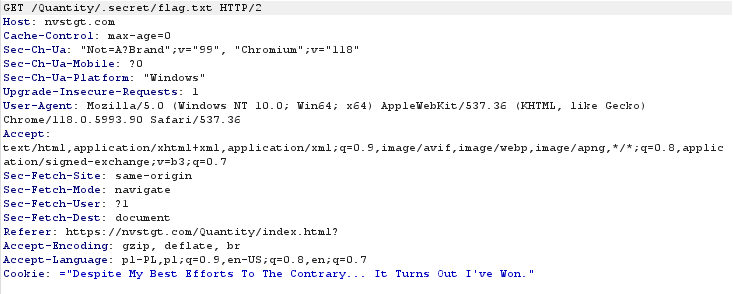 GET /Quantity/.secret/flag.txt HTTP/2
Host: nvstgt.com
Cache-Control: max-age=0
Sec-Ch-Ua: "Not=A?Brand";v="99", "Chromium";v="118"
Sec-Ch-Ua-Mobile: ?0
Sec-Ch-Ua-Platform: "Windows"
Upgrade-Insecure-Requests: 1
User-Agent: Mozilla/5.0 (Windows NT 10.0; Win64; x64) AppleWebKit/537.36 (KHTML, like Gecko)
Chrome/118.0.5993.90 Safari/537.36
Accept:
text/html,application/xhtml+xml,application/xml;q=0.9,image/avif,image/webp,image/apng,*/*;q=0.8,applic
ation/signed-exchange;v=b3;q=0.7
Sec-Fetch-Site: same-origin
Sec-Fetch-Mode: navigate
Sec-Fetch-User: ?1
Sec-Fetch-Dest: document
Referer: https://nvstgt.com/Quantity/index.html?
Accept-Encoding: gzip, deflate, br
Accept-Language: pl-PL,pl;q=0.9,en-US;q=0.8,en;q=0.7
Cookie: ="Despite My Best Efforts To The Contrary... It Turns Out I've Won."